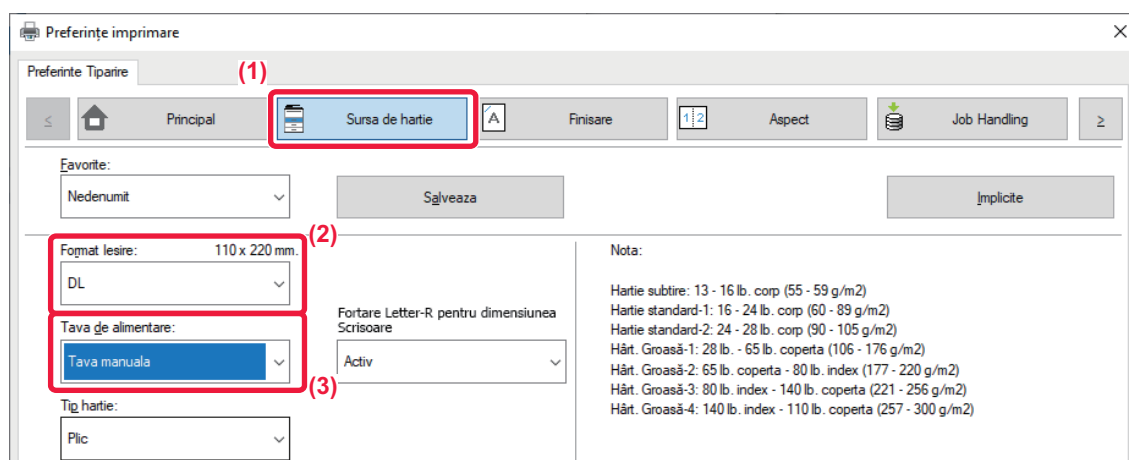 Preferințe imprimare
Preferinte Tiparire
(1)
≤ Principal Sursa de hartie A Finisare 1 2 Aspect Job Handling ≥
Favorite:
Nedenumit Salveaza Implicite
(2)
Format Iesire: 110 x 220 mm.
DL
Tava de alimentare:
Tava manuala
(3)
Tip hartie:
Plic
Fortare Letter-R pentru dimensiunea
Scrisoare
Activ
Nota:
Hartie subtire: 13 - 16 lb. corp (55 - 59 g/m2)
Hartie standard-1: 16 - 24 lb. corp (60 - 89 g/m2)
Hartie standard-2: 24 - 28 lb. corp (90 - 105 g/m2)
Hârt. Groasă-1: 28 lb. - 65 lb. coperta (106 - 176 g/m2)
Hârt. Groasă-2: 65 lb. coperta - 80 lb. index (177 - 220 g/m2)
Hârt. Groasă-3: 80 lb. index - 140 lb. coperta (221 - 256 g/m2)
Hârt. Groasă-4: 140 lb. index - 110 lb. coperta (257 - 300 g/m2)